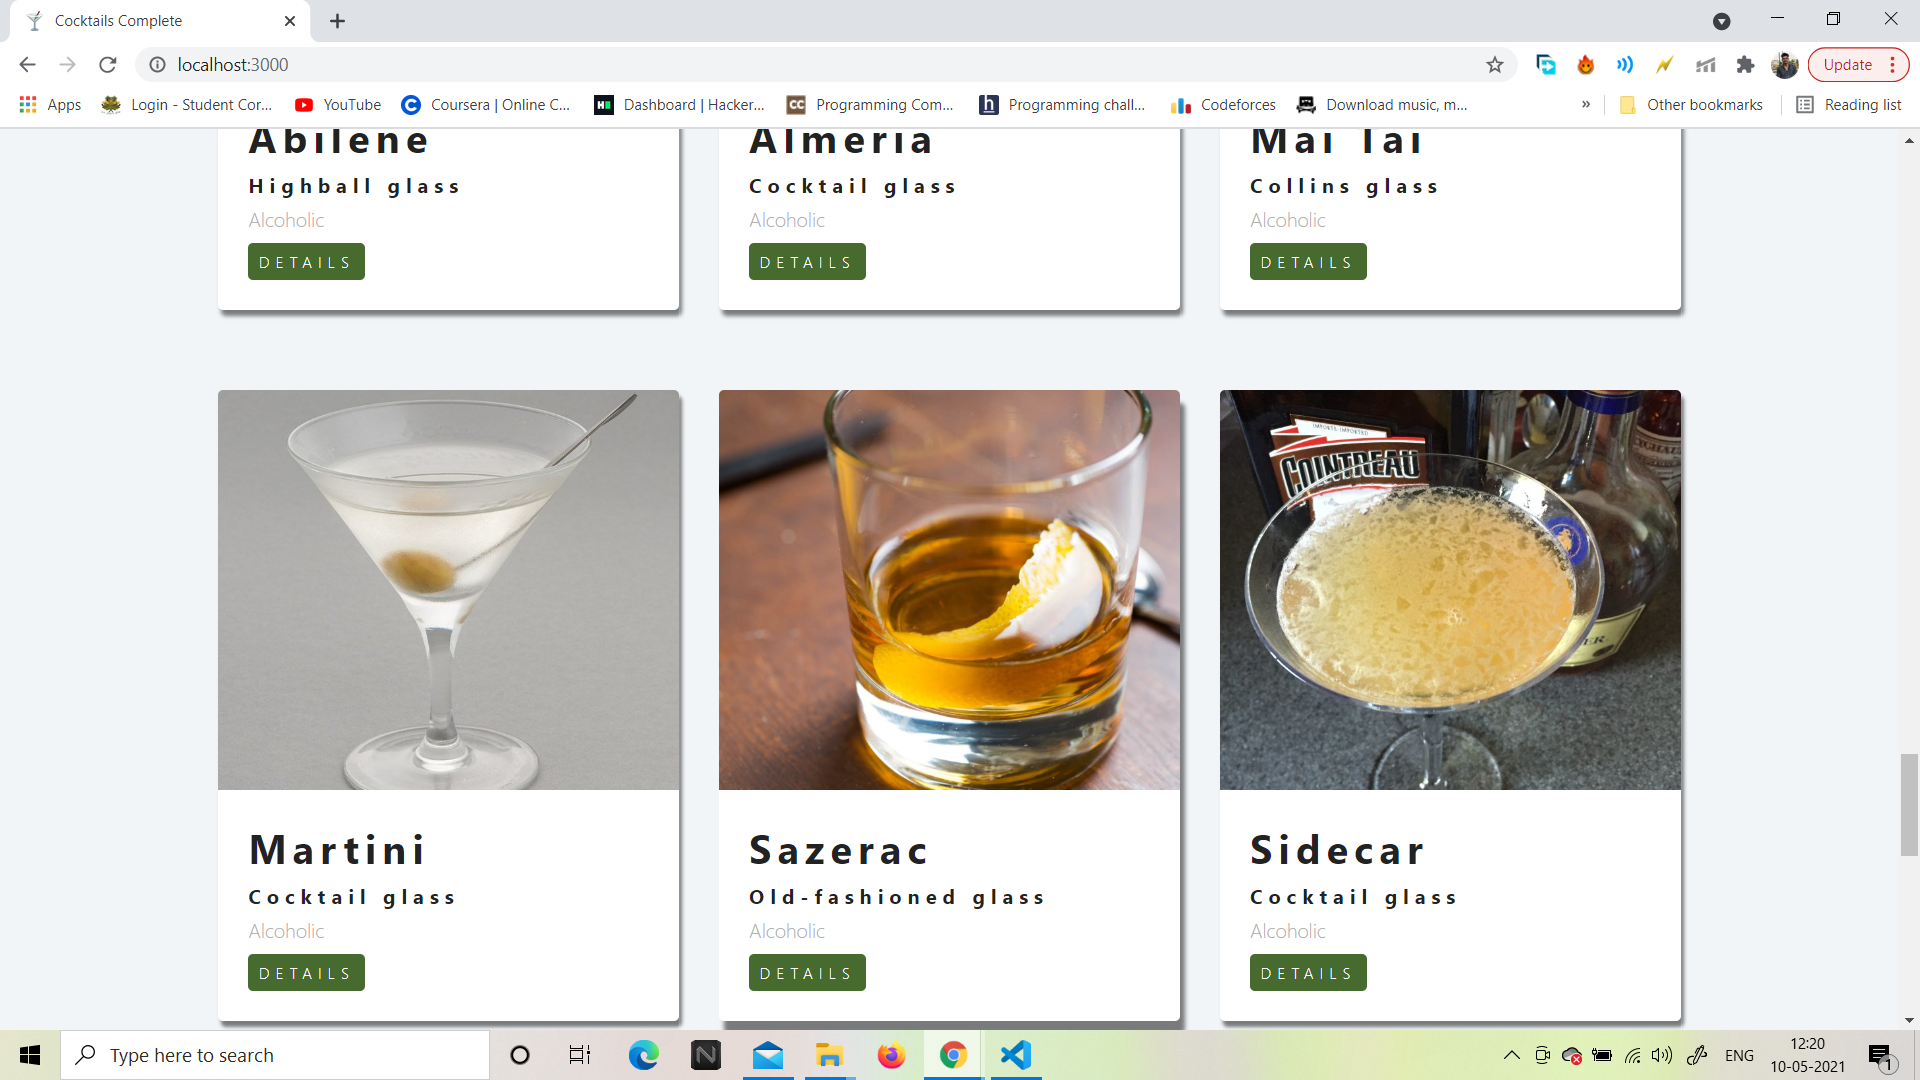 Cocktails Complete
localhost:3000
Update
Apps
Login - Student Cor...
YouTube
Coursera | Online C...
Dashboard | Hacker...
Programming Com...
Programming chall...
Codeforces
Download music, m...
»
Other bookmarks
Reading list
Abilene
Highball glass
Alcoholic
DETAILS
Almeria
Cocktail glass
Alcoholic
DETAILS
Mai Tai
Collins glass
Alcoholic
DETAILS
COINTREAU
Martini
Cocktail glass
Alcoholic
DETAILS
Sazerac
Old-fashioned glass
Alcoholic
DETAILS
Sidecar
Cocktail glass
Alcoholic
DETAILS
Type here to search
ENG
12:20
10-05-2021
1